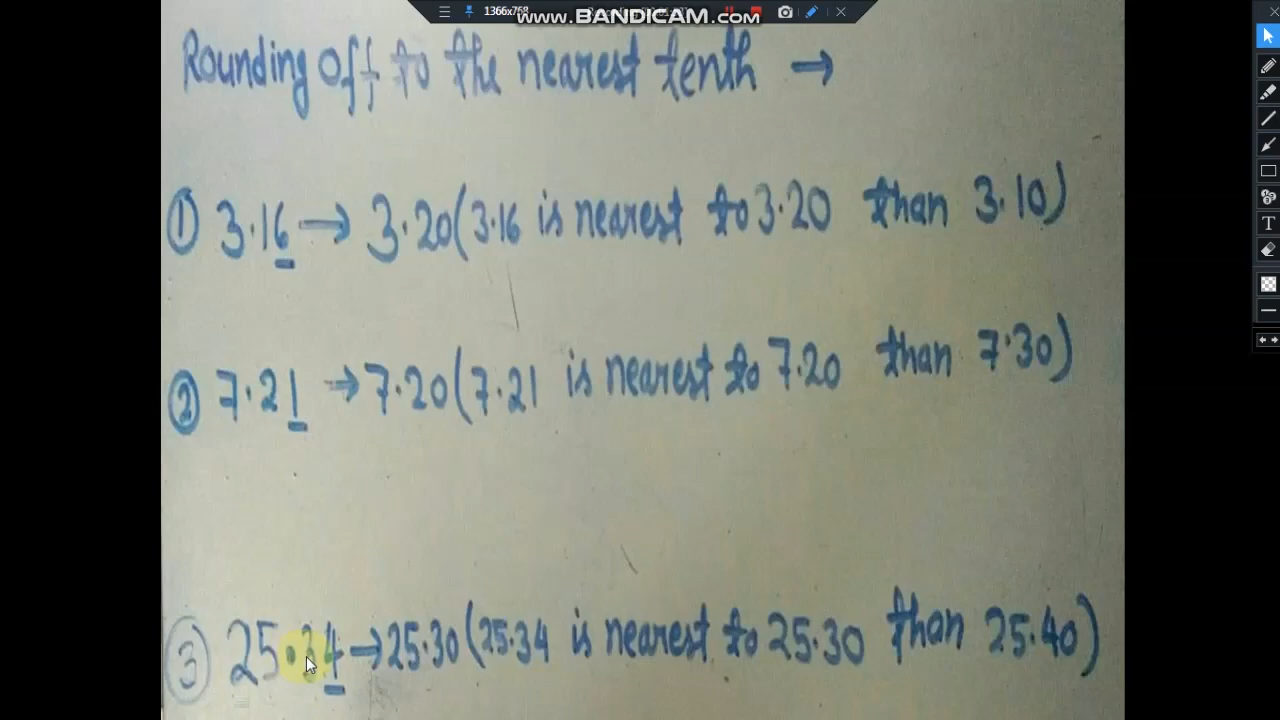 1366x768
www.BANDICAM.com
Rounding off to the nearest tenth →
① 3.16 → 3.20 (3.16 is nearest to 3.20 than 3.10)
② 7.21 → 7.20 (7.21 is nearest to 7.20 than 7.30)
③ 25.34 → 25.30 (25.34 is nearest to 25.30 than 25.40)